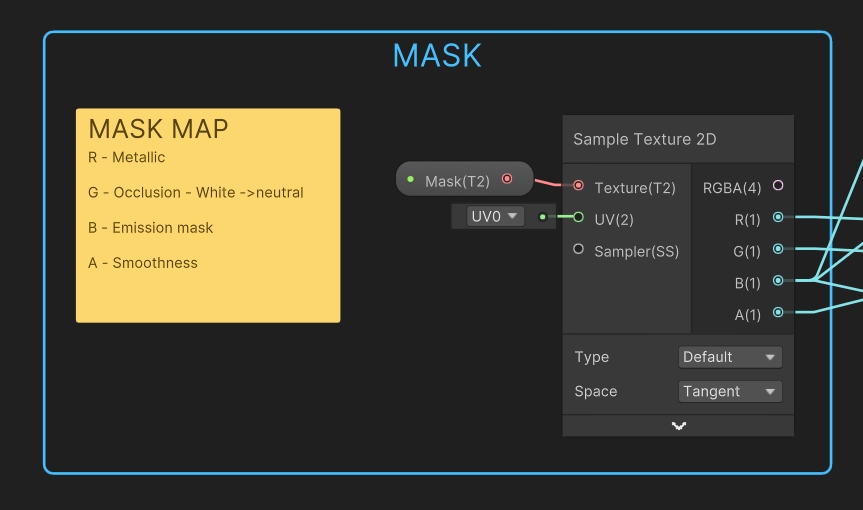 MASK
MASK MAP
R - Metallic
G - Occlusion - White ->neutral
B - Emission mask
A - Smoothness
Mask(T2)
UV0
Sample Texture 2D
Texture(T2)
UV(2)
Sampler(SS)
RGBA(4)
R(1)
G(1)
B(1)
A(1)
Type Default
Space Tangent